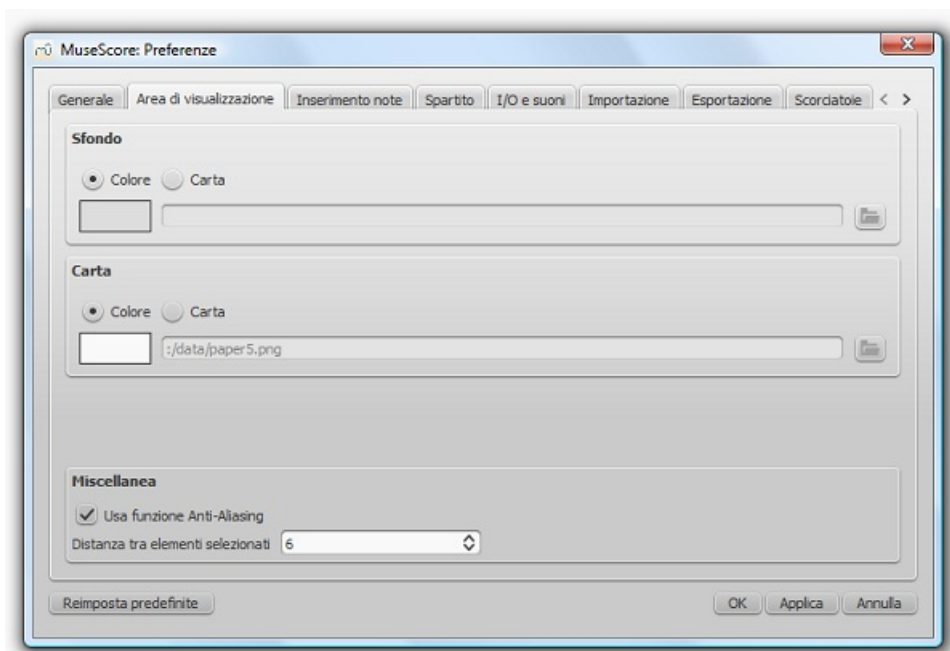 MuseScore: Preferenze
Generale Area di visualizzazione Inserimento note Spartito I/O e suoni Importazione Esportazione Scorciatoie < >
Sfondo
Colore Carta
Carta
Colore Carta
:/data/paper5.png
Miscellanea
Usa funzione Anti-Aliasing
Distanza tra elementi selezionati 6
Reimposta predefinite OK Applica Annulla